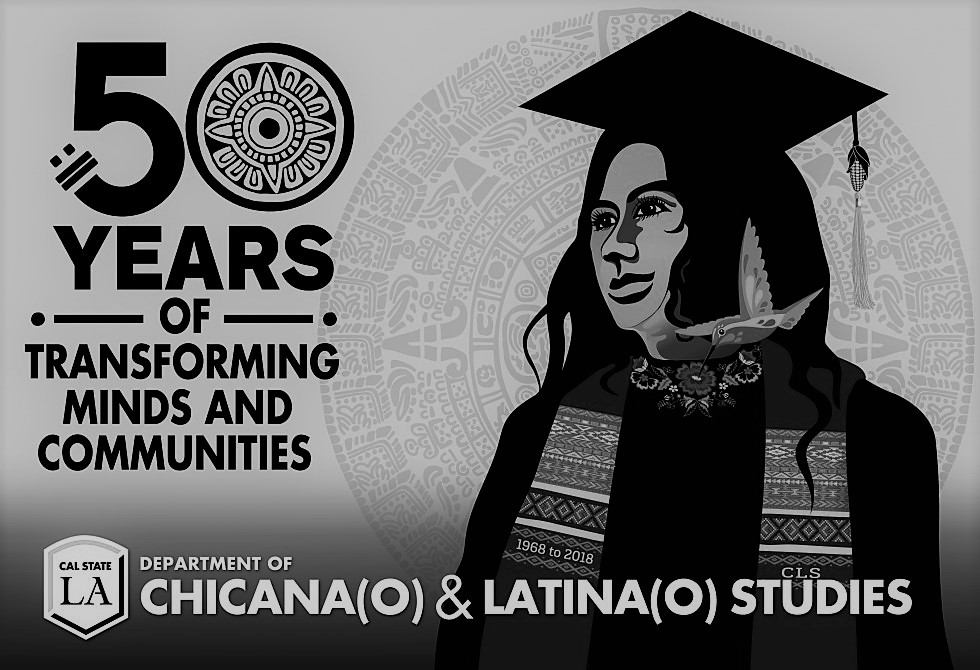 50
YEARS
OF
TRANSFORMING
MINDS AND
COMMUNITIES
1968 to 2018
CLS
CAL STATE
LA
DEPARTMENT OF
CHICANA(O) & LATINA(O) STUDIES